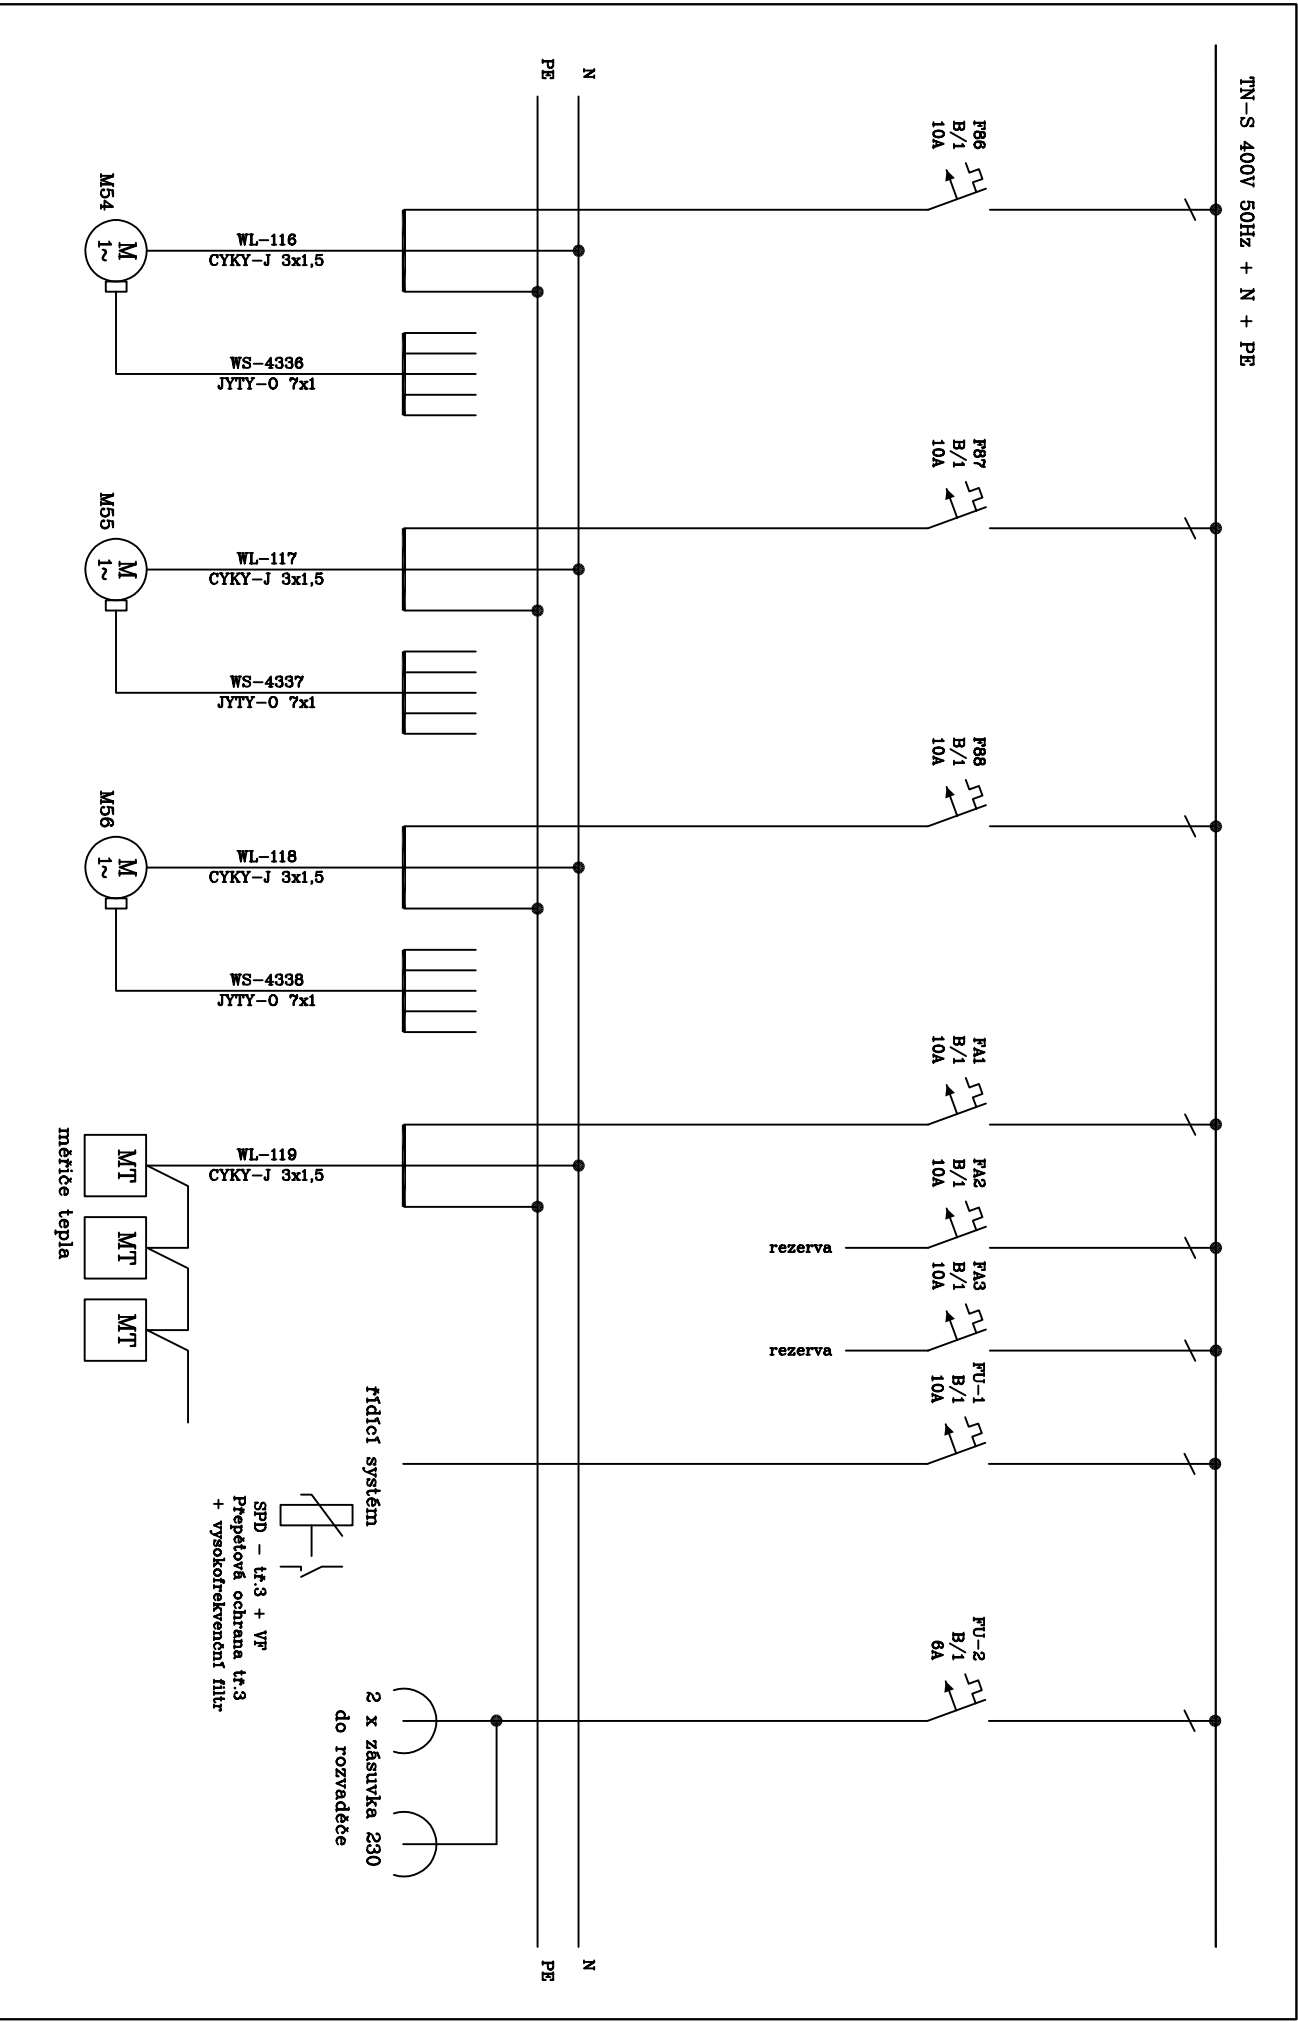 TN-S 400V 50Hz + N + PE
F86
B/1
10A
F87
B/1
10A
F88
B/1
10A
FA1
B/1
10A
FA2
B/1
10A
FA3
B/1
10A
FU-1
B/1
10A
FU-2
B/1
6A
rezerva
rezerva
N
N
PE
PE
WL-116
CYKY-J 3x1,5
WS-4336
JYTY-O 7x1
WL-117
CYKY-J 3x1,5
WS-4337
JYTY-O 7x1
WL-118
CYKY-J 3x1,5
WS-4338
JYTY-O 7x1
WL-119
CYKY-J 3x1,5
řídící systém
SPD - tř.3 + VF
Přepěťová ochrana tř.3
+ vysokofrekvenční filtr
2 x zásuvka 230
do rozvaděče
M54
M
1~
M55
M
1~
M56
M
1~
MT
MT
MT
měřiče tepla